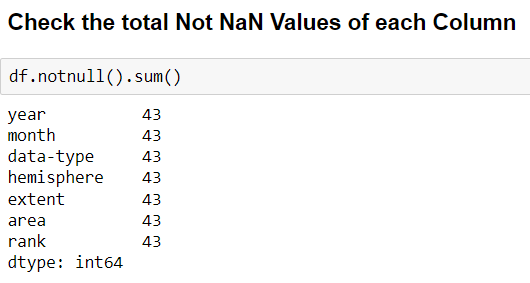 Check the total Not NaN Values of each Column
df.notnull().sum()
year 43
month 43
data-type 43
hemisphere 43
extent 43
area 43
rank 43
dtype: int64